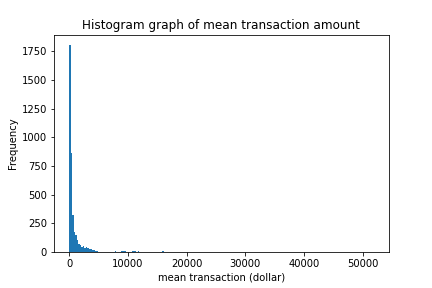 Histogram graph of mean transaction amount
1750
1500
1250
1000
750
500
250
0
Frequency
0 10000 20000 30000 40000 50000
mean transaction (dollar)